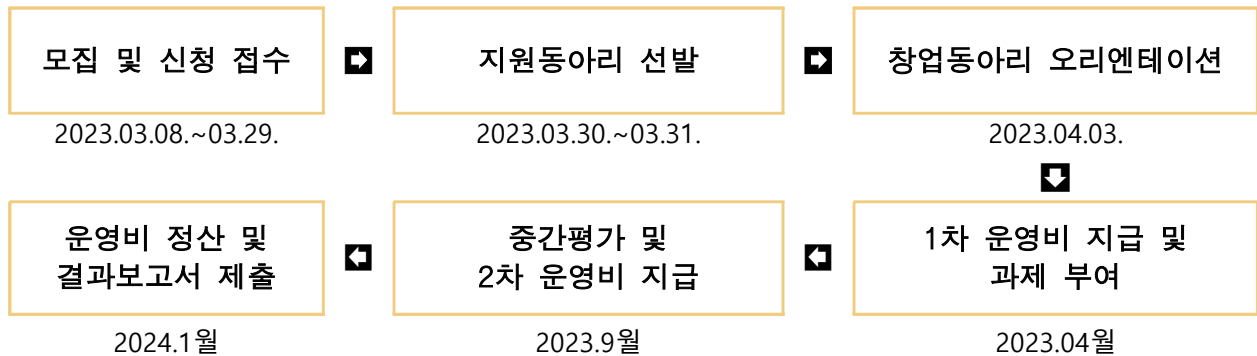 모집 및 신청 접수
2023.03.08.~03.29.
지원동아리 선발
2023.03.30.~03.31.
창업동아리 오리엔테이션
2023.04.03.
1차 운영비 지급 및
과제 부여
2023.04월
중간평가 및
2차 운영비 지급
2023.9월
운영비 정산 및
결과보고서 제출
2024.1월